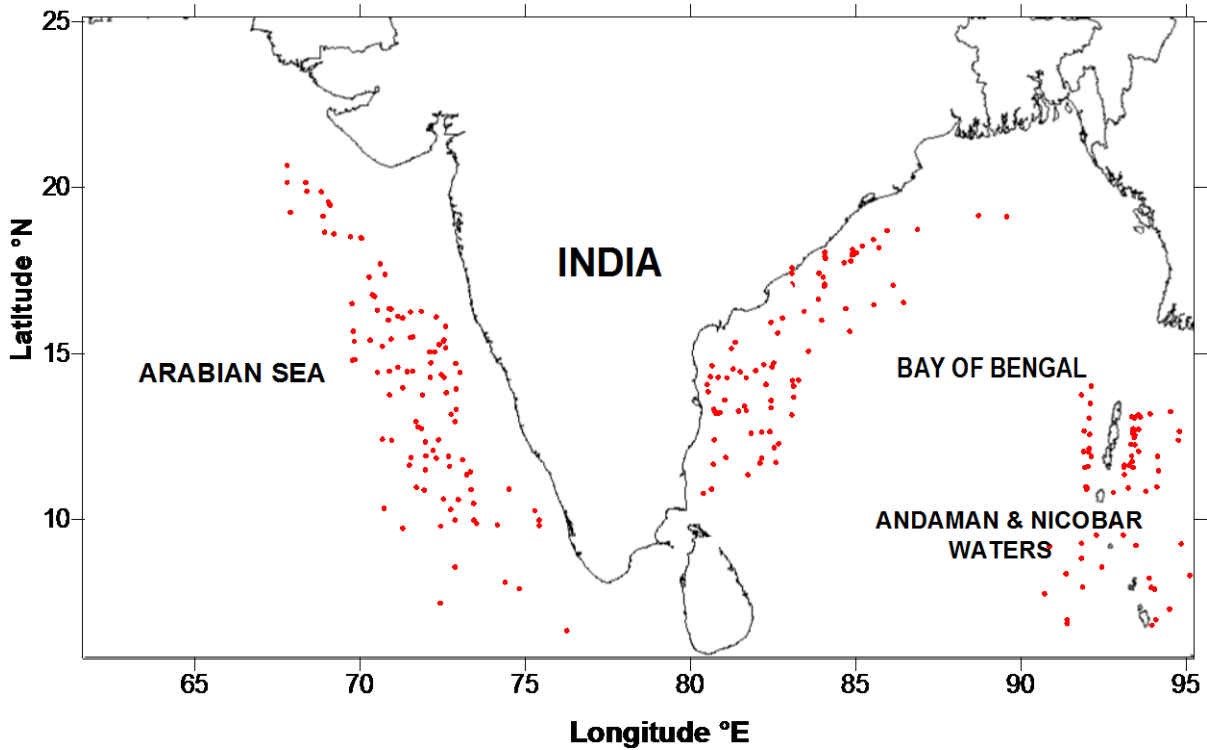 25
20
15
10
Latitude °N
INDIA
ARABIAN SEA
BAY OF BENGAL
ANDAMAN & NICOBAR
WATERS
65
70
75
80
85
90
95
Longitude °E